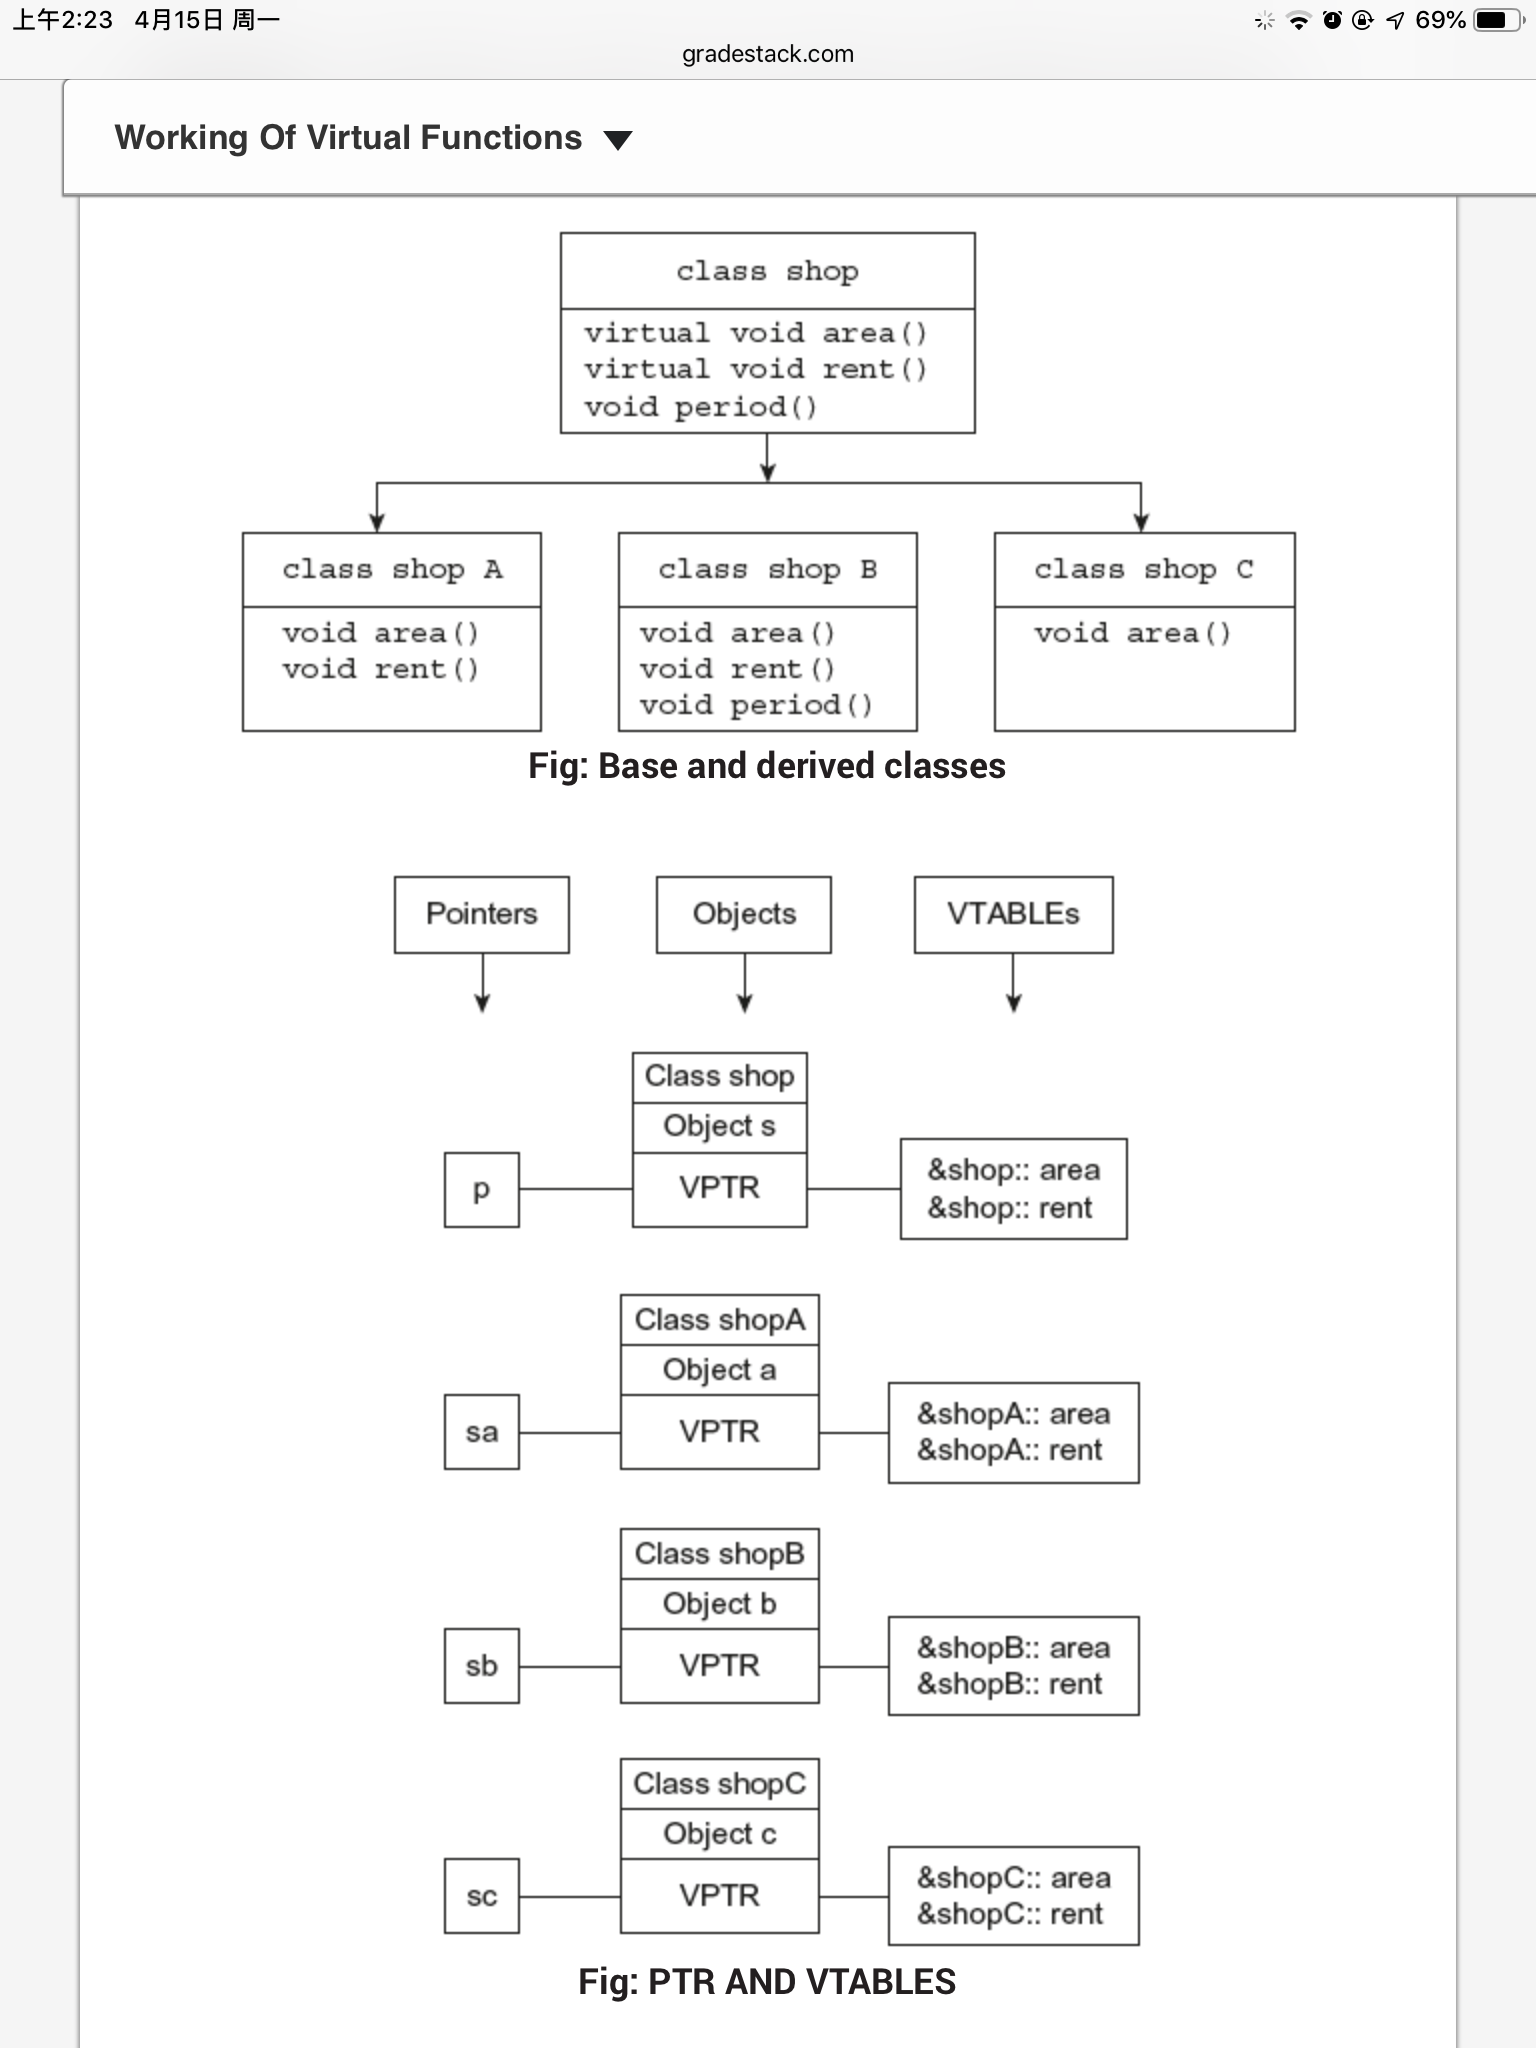 上午2:23 4月15日 周一
69%
gradestack.com
Working Of Virtual Functions
class shop
virtual void area()
virtual void rent()
void period()
class shop A
void area()
void rent()
class shop B
void area()
void rent()
void period()
class shop C
void area()
Fig: Base and derived classes
Pointers
Objects
VTABLEs
Class shop
Object s
p
VPTR
&shop:: area
&shop:: rent
Class shopA
Object a
sa
VPTR
&shopA:: area
&shopA:: rent
Class shopB
Object b
sb
VPTR
&shopB:: area
&shopB:: rent
Class shopC
Object c
sc
VPTR
&shopC:: area
&shopC:: rent
Fig: PTR AND VTABLES